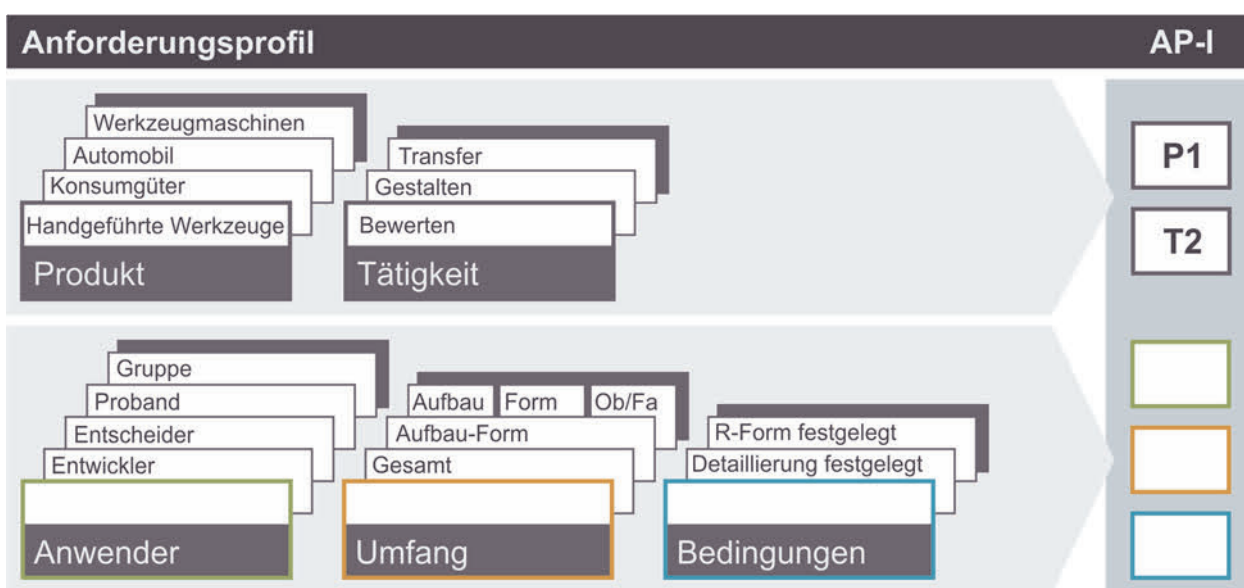 Anforderungsprofil AP-I
Werkzeugmaschinen
Automobil
Konsumgüter
Handgeführte Werkzeuge
Produkt
Transfer
Gestalten
Bewerten
Tätigkeit
P1
T2
Gruppe
Proband
Entscheider
Entwickler
Anwender
Aufbau Form Ob/Fa
Aufbau-Form
Gesamt
Umfang
R-Form festgelegt
Detaillierung festgelegt
Bedingungen